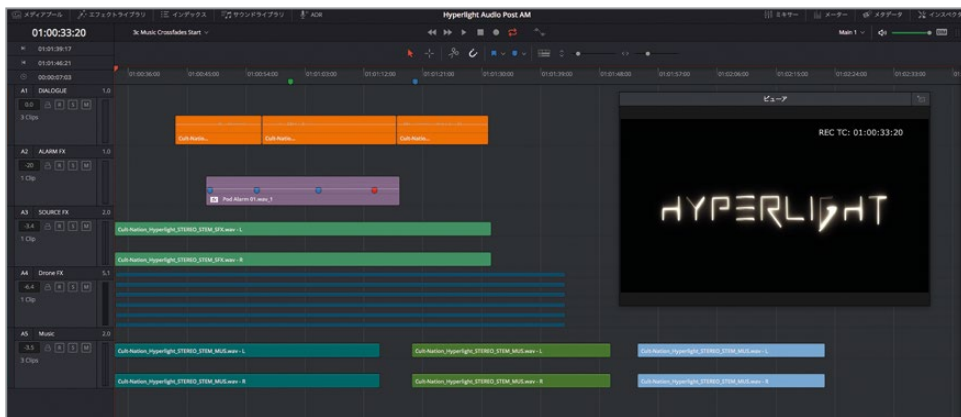 メディアプール エフェクトライブラリ インデックス サウンドライブラリ ADR Hyperlight Audio Post AM ミキサー メーター メタデータ インスペクタ
01:00:33:20 3c Music Crossfades Start Main 1
01:01:39:17
01:01:46:21
00:00:07:03
01:00:36:00 01:00:45:00 01:00:54:00 01:01:03:00 01:01:12:00 01:01:21:00 01:01:30:00 01:01:39:00 01:01:48:00 01:01:57:00 01:02:06:00 01:02:15:00 01:02:24:00 01:02:33:00
A1 DIALOGUE 1.0
0.0 R S M
3 Clips
Cult-Natio... Cult-Natio... Cult-Natio...
ビューア
REC TC: 01:00:33:20
HYPERLIGHT
A2 ALARM FX 1.0
-20 R S M
1 Clip
fx Pod Alarm 01.wav_1
A3 SOURCE FX 2.0
-3.4 R S M
1 Clip
Cult-Nation_Hyperlight_STEREO_STEM_SFX.wav - L
Cult-Nation_Hyperlight_STEREO_STEM_SFX.wav - R
A4 Drone FX 5.1
-6.4 R S M
1 Clip
A5 Music 2.0
-3.5 R S M
3 Clips
Cult-Nation_Hyperlight_STEREO_STEM_MUS.wav - L Cult-Nation_Hyperlight_STEREO_STEM_MUS.wav - L Cult-Nation_Hyperlight_STEREO_STEM_MUS.wav - L
Cult-Nation_Hyperlight_STEREO_STEM_MUS.wav - R Cult-Nation_Hyperlight_STEREO_STEM_MUS.wav - R Cult-Nation_Hyperlight_STEREO_STEM_MUS.wav - R